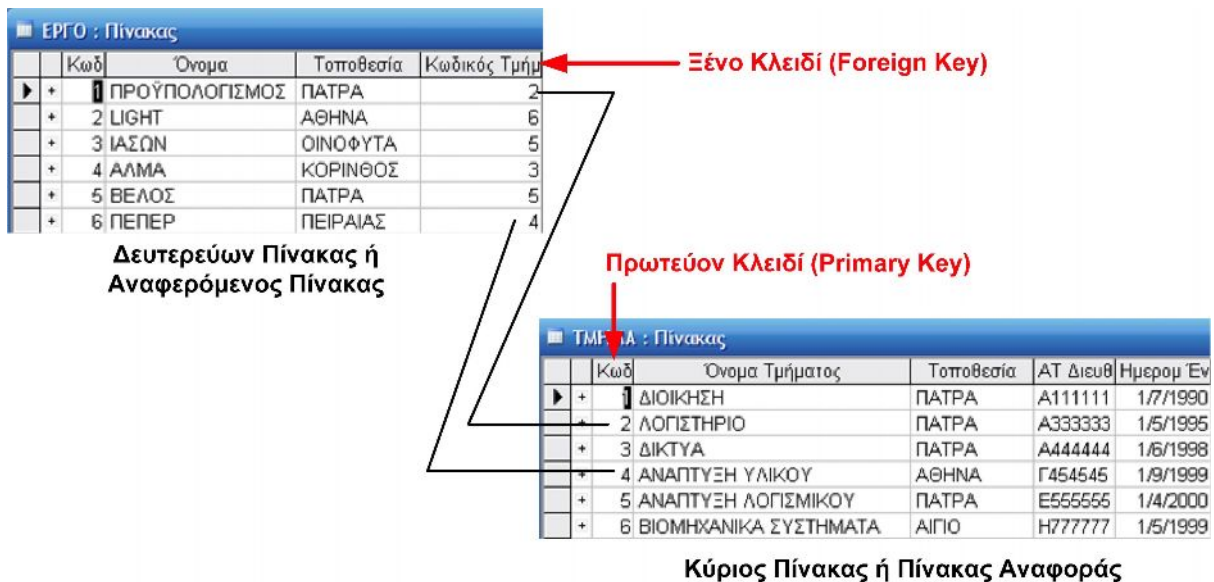 ΕΡΓΟ : Πίνακας
Κωδ Όνομα Τοποθεσία Κωδικός Τμήμ
Ξένο Κλειδί (Foreign Key)
+ 1 ΠΡΟΫΠΟΛΟΓΙΣΜΟΣ ΠΑΤΡΑ 2
+ 2 LIGHT ΑΘΗΝΑ 6
+ 3 ΙΑΣΩΝ ΟΙΝΟΦΥΤΑ 5
+ 4 ΑΛΜΑ ΚΟΡΙΝΘΟΣ 3
+ 5 ΒΕΛΟΣ ΠΑΤΡΑ 5
+ 6 ΠΕΠΕΡ ΠΕΙΡΑΙΑΣ 4
Δευτερεύων Πίνακας ή
Αναφερόμενος Πίνακας
Πρωτεύον Κλειδί (Primary Key)
ΤΜΗΜΑ : Πίνακας
Κωδ Όνομα Τμήματος Τοποθεσία ΑΤ Διευθ Ημερομ Έν
+ 1 ΔΙΟΙΚΗΣΗ ΠΑΤΡΑ Α111111 1/7/1990
+ 2 ΛΟΓΙΣΤΗΡΙΟ ΠΑΤΡΑ Α333333 1/5/1995
+ 3 ΔΙΚΤΥΑ ΠΑΤΡΑ Α444444 1/6/1998
+ 4 ΑΝΑΠΤΥΞΗ ΥΛΙΚΟΥ ΑΘΗΝΑ Γ454545 1/9/1999
+ 5 ΑΝΑΠΤΥΞΗ ΛΟΓΙΣΜΙΚΟΥ ΠΑΤΡΑ Ε555555 1/4/2000
+ 6 ΒΙΟΜΗΧΑΝΙΚΑ ΣΥΣΤΗΜΑΤΑ ΑΙΓΙΟ Η777777 1/5/1999
Κύριος Πίνακας ή Πίνακας Αναφοράς